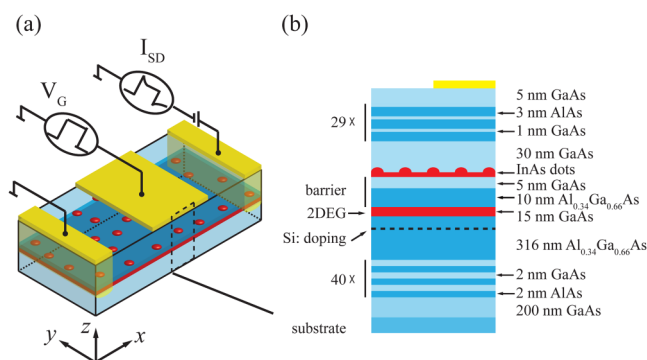 (a)
I_SD
V_G
y
z
x
(b)
5 nm GaAs
3 nm AlAs
29 x
1 nm GaAs
30 nm GaAs
InAs dots
5 nm GaAs
barrier
10 nm Al0.34Ga0.66As
2DEG
15 nm GaAs
Si: doping
316 nm Al0.34Ga0.66As
40 x
2 nm GaAs
2 nm AlAs
200 nm GaAs
substrate